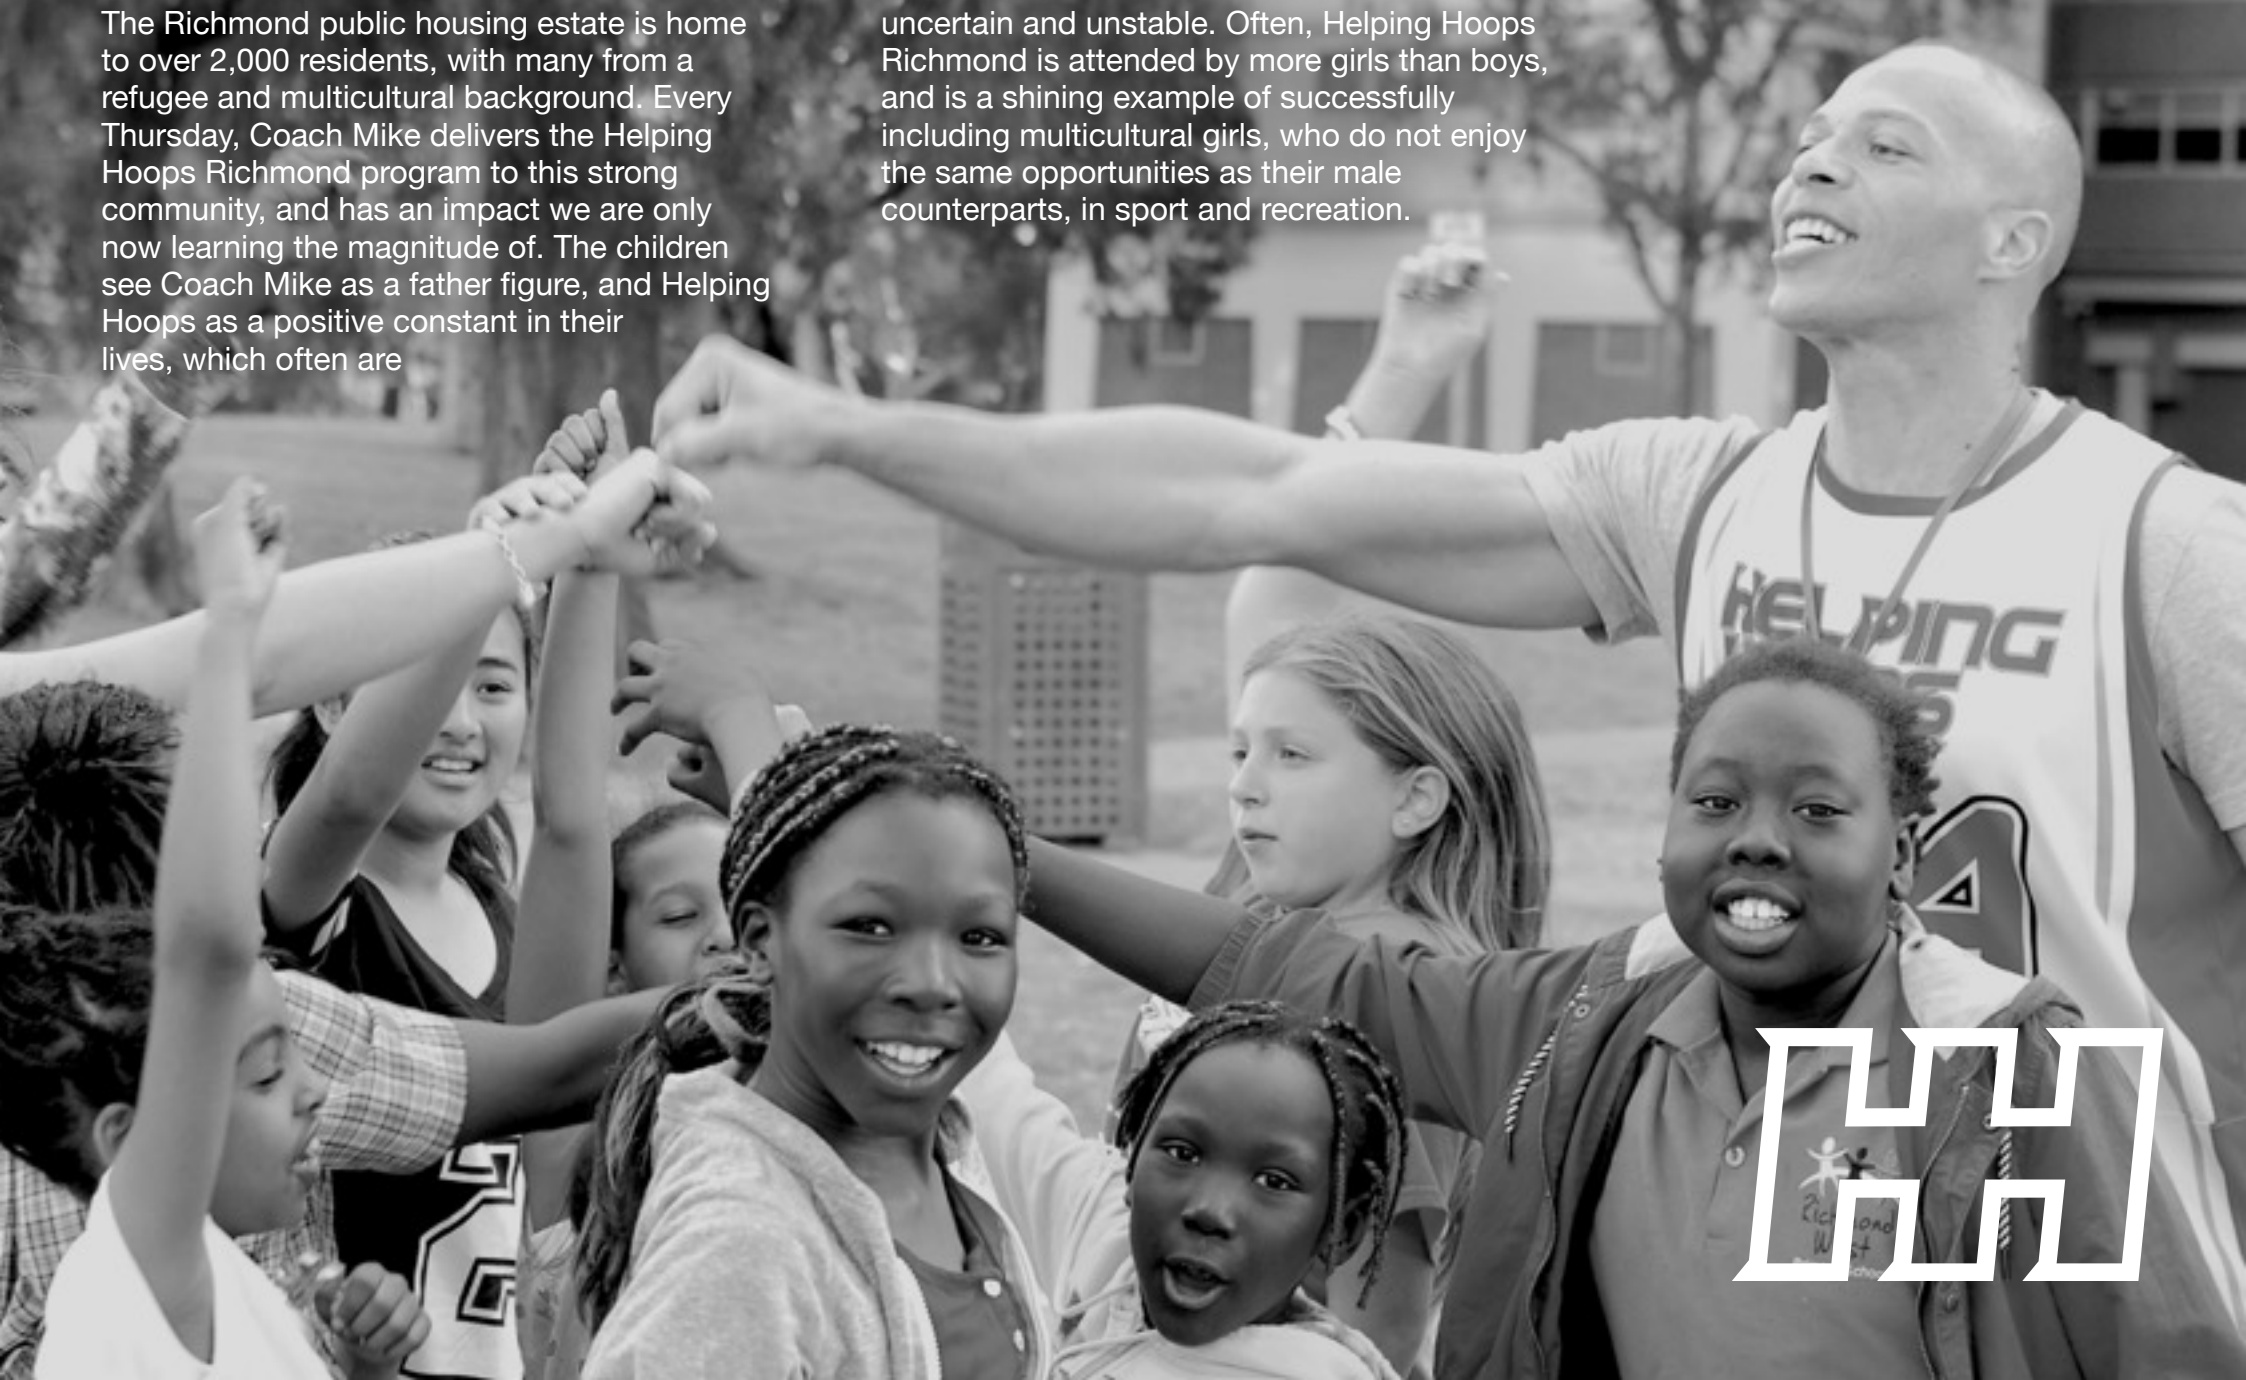 The Richmond public housing estate is home
to over 2,000 residents, with many from a
refugee and multicultural background. Every
Thursday, Coach Mike delivers the Helping
Hoops Richmond program to this strong
community, and has an impact we are only
now learning the magnitude of. The children
see Coach Mike as a father figure, and Helping
Hoops as a positive constant in their
lives, which often are
uncertain and unstable. Often, Helping Hoops
Richmond is attended by more girls than boys,
and is a shining example of successfully
including multicultural girls, who do not enjoy
the same opportunities as their male
counterparts, in sport and recreation.
HELPING
2
HH
Richmond
West